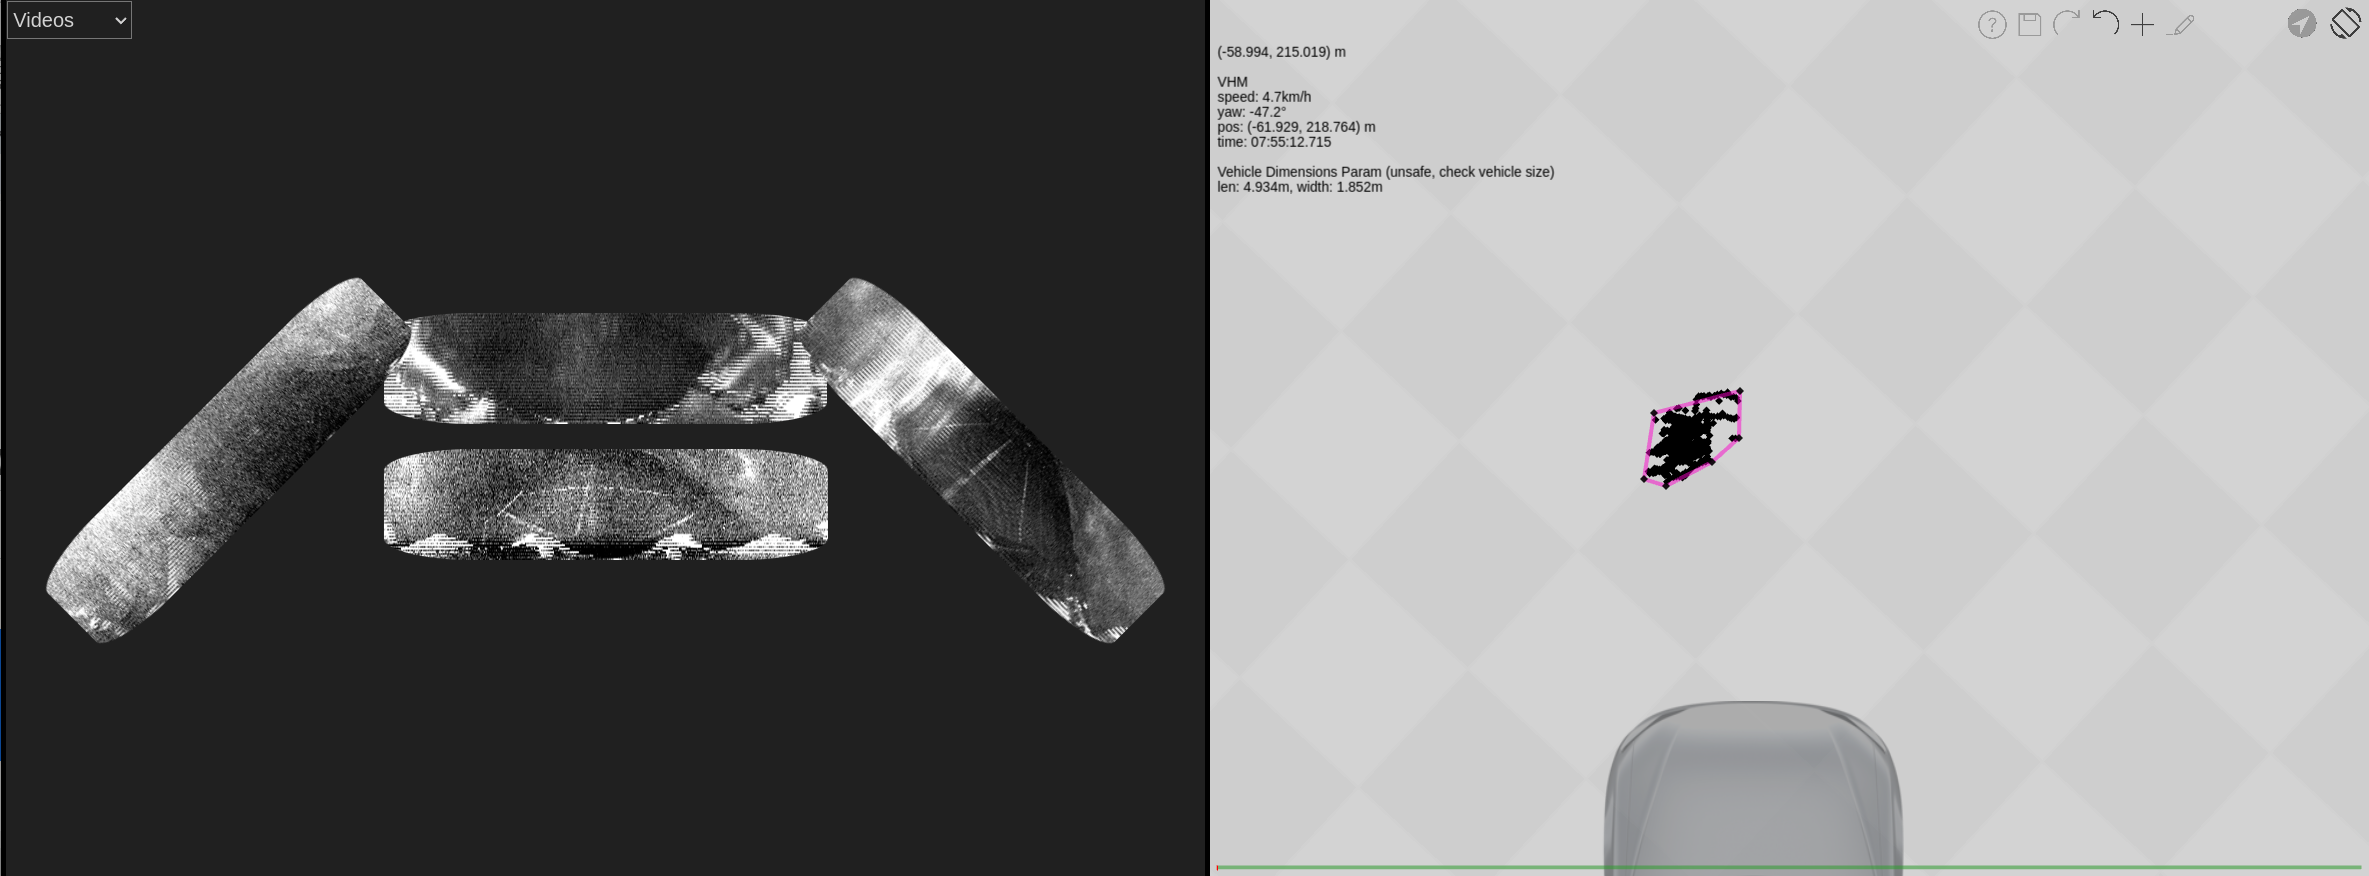 Videos
(-58.994, 215.019) m
VHM
speed: 4.7km/h
yaw: -47.2°
pos: (-61.929, 218.764) m
time: 07:55:12.715
Vehicle Dimensions Param (unsafe, check vehicle size)
len: 4.934m, width: 1.852m